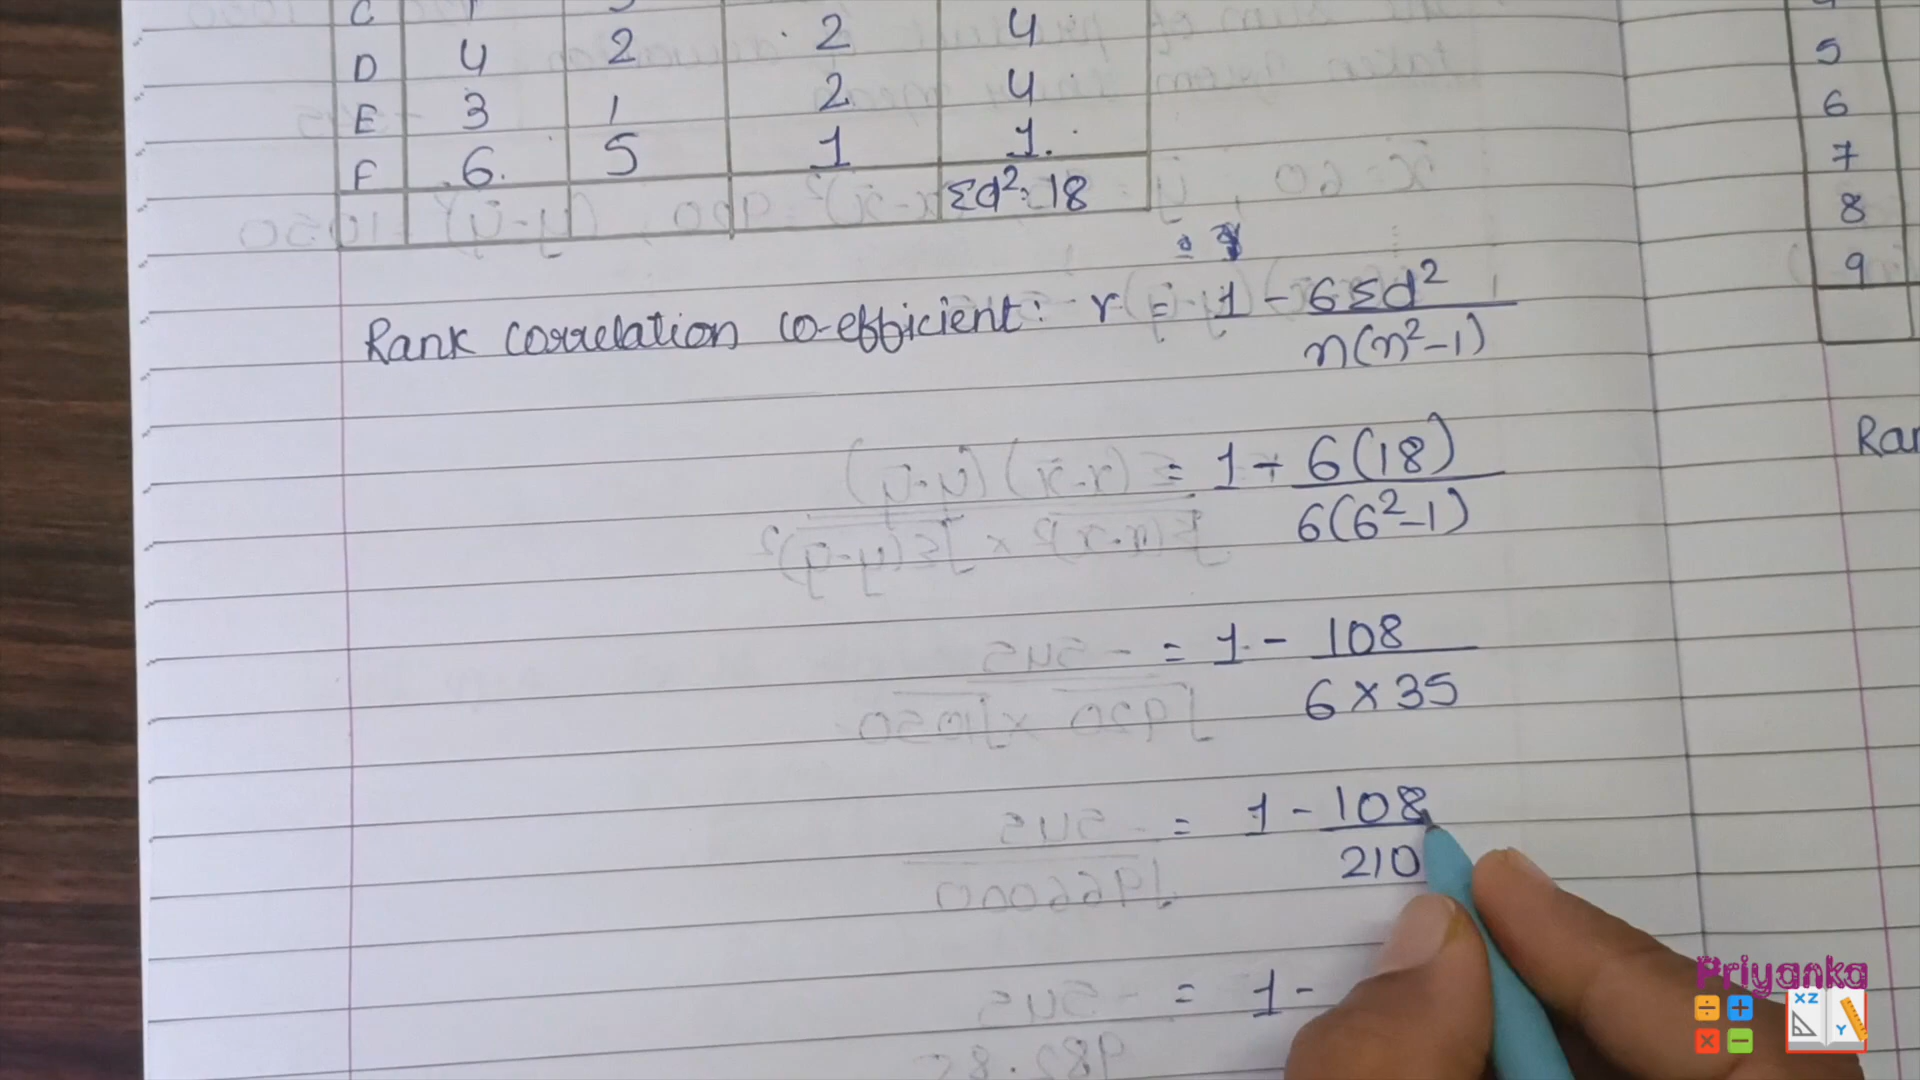 C
D 4 2 2 4
E 3 1 2 4
F 6 5 1 1
Σd²: 18
Rank correlation co-efficient: r = 1 - 6Σd² / n(n²-1)
= 1 - 6(18) / 6(6²-1)
= 1 - 108 / 6 × 35
= 1 - 108 / 210
= 1 -
5
6
7
8
9
Ran
Priyanka
XZ
Y